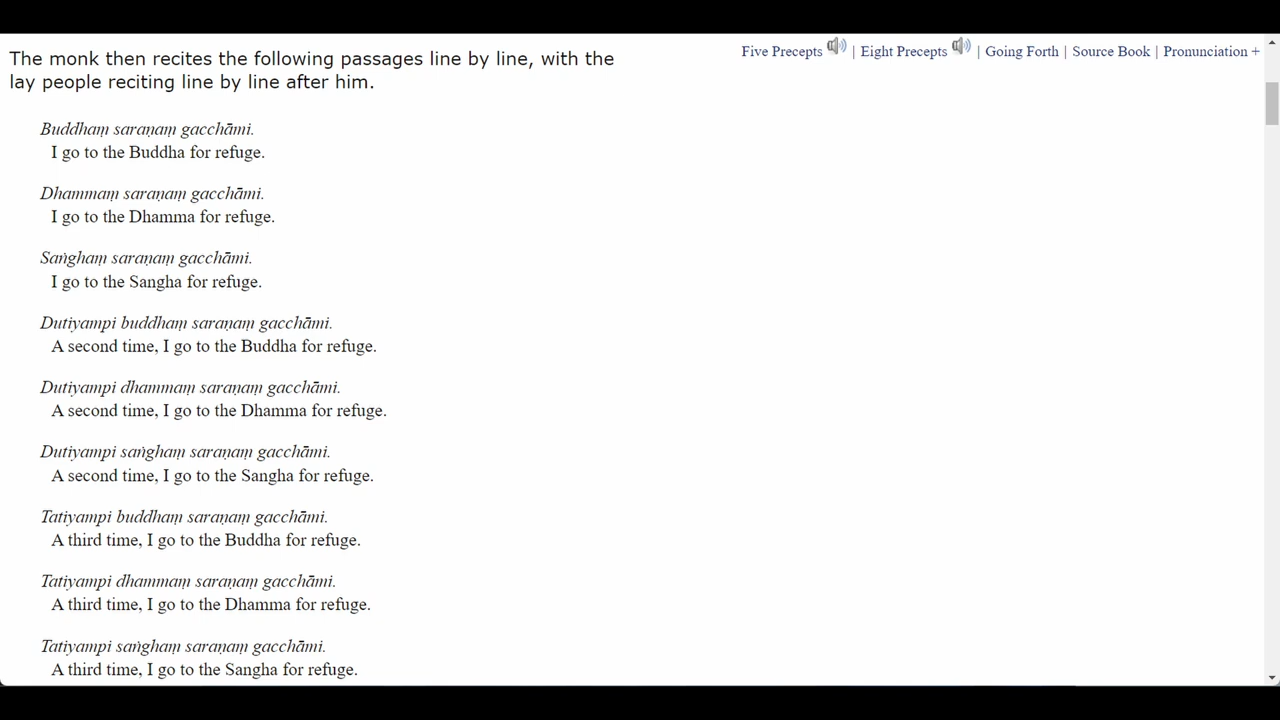 Five Precepts | Eight Precepts | Going Forth | Source Book | Pronunciation +
The monk then recites the following passages line by line, with the
lay people reciting line by line after him.
Buddhaṃ saraṇaṃ gacchāmi.
I go to the Buddha for refuge.
Dhammaṃ saraṇaṃ gacchāmi.
I go to the Dhamma for refuge.
Saṅghaṃ saraṇaṃ gacchāmi.
I go to the Sangha for refuge.
Dutiyampi buddhaṃ saraṇaṃ gacchāmi.
A second time, I go to the Buddha for refuge.
Dutiyampi dhammaṃ saraṇaṃ gacchāmi.
A second time, I go to the Dhamma for refuge.
Dutiyampi saṅghaṃ saraṇaṃ gacchāmi.
A second time, I go to the Sangha for refuge.
Tatiyampi buddhaṃ saraṇaṃ gacchāmi.
A third time, I go to the Buddha for refuge.
Tatiyampi dhammaṃ saraṇaṃ gacchāmi.
A third time, I go to the Dhamma for refuge.
Tatiyampi saṅghaṃ saraṇaṃ gacchāmi.
A third time, I go to the Sangha for refuge.